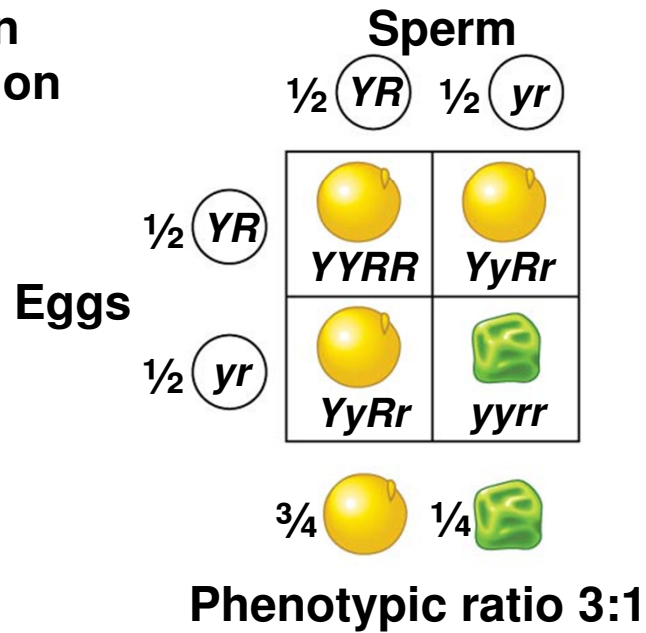 n
on
Sperm
½ YR ½ yr
½ YR
YYRR YyRr
Eggs
½ yr
YyRr yyrr
¾ ¼
Phenotypic ratio 3:1